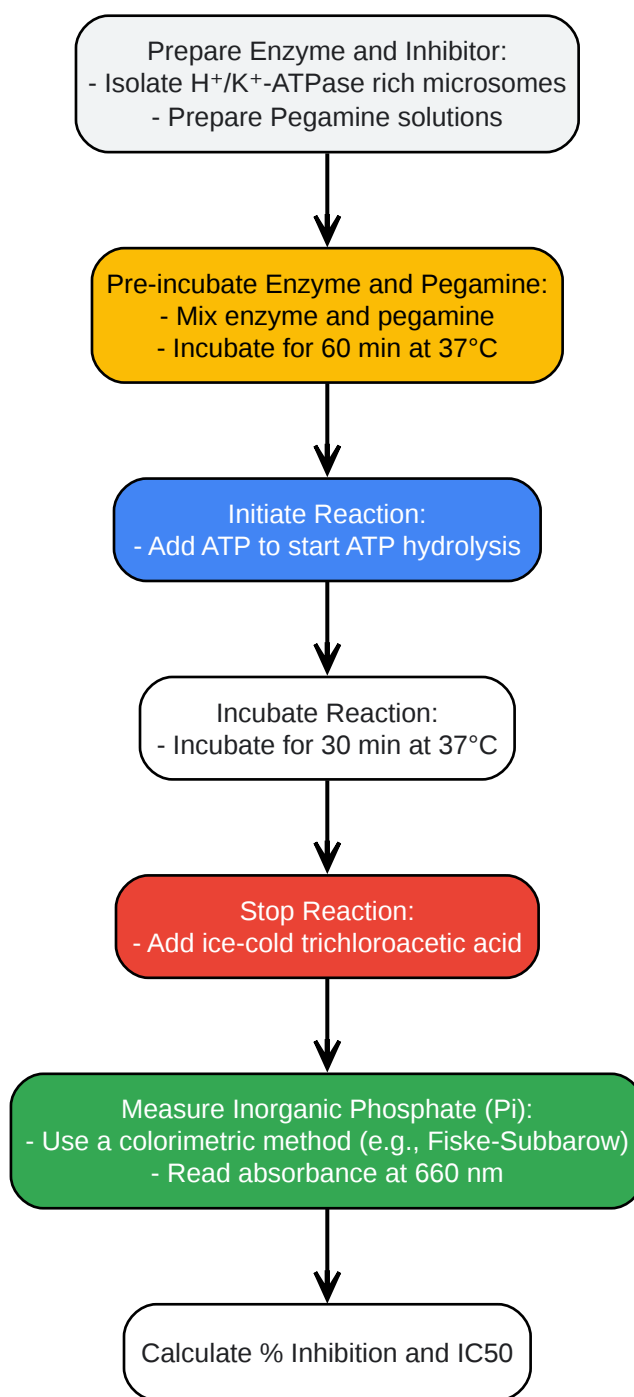 Prepare Enzyme and Inhibitor:
- Isolate H⁺/K⁺-ATPase rich microsomes
- Prepare Pegamine solutions
Pre-incubate Enzyme and Pegamine:
- Mix enzyme and pegamine
- Incubate for 60 min at 37°C
Initiate Reaction:
- Add ATP to start ATP hydrolysis
Incubate Reaction:
- Incubate for 30 min at 37°C
Stop Reaction:
- Add ice-cold trichloroacetic acid
Measure Inorganic Phosphate (Pi):
- Use a colorimetric method (e.g., Fiske-Subbarow)
- Read absorbance at 660 nm
Calculate % Inhibition and IC50